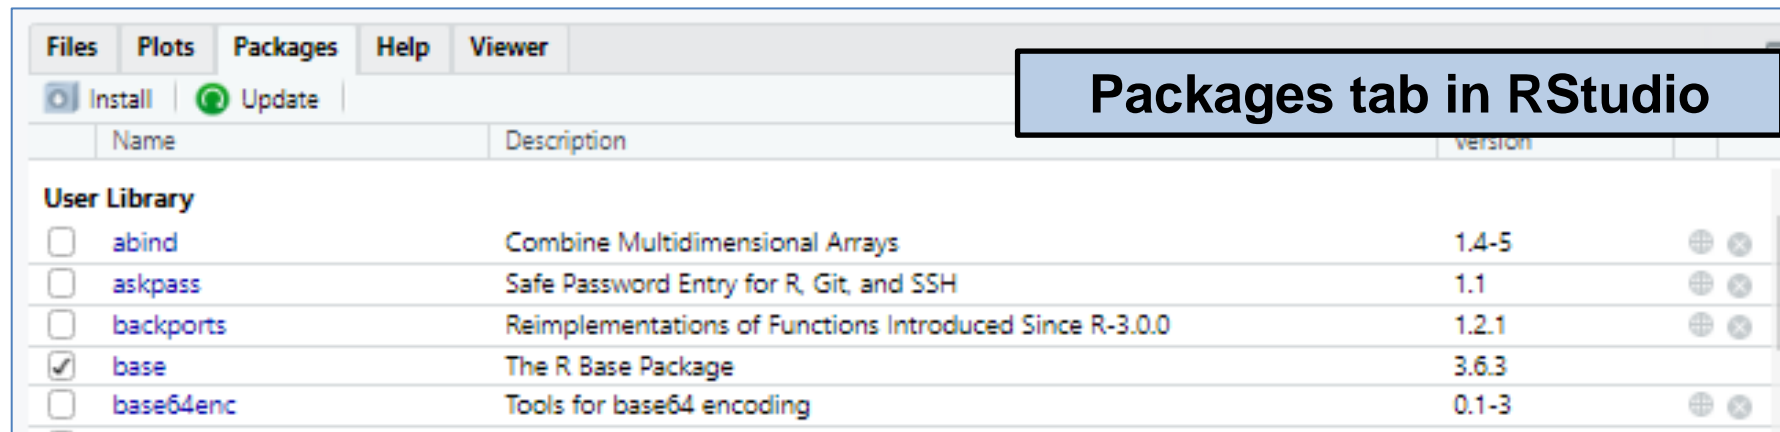 Files Plots Packages Help Viewer
Packages tab in RStudio
Install Update
Name Description Version
User Library
abind Combine Multidimensional Arrays 1.4-5
askpass Safe Password Entry for R, Git, and SSH 1.1
backports Reimplementations of Functions Introduced Since R-3.0.0 1.2.1
base The R Base Package 3.6.3
base64enc Tools for base64 encoding 0.1-3